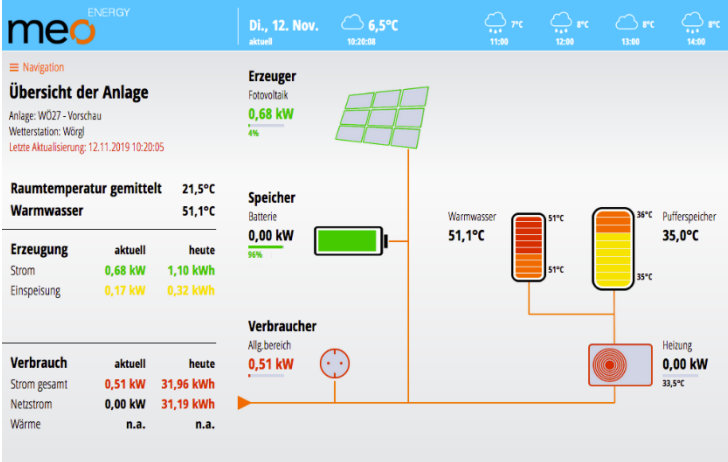 meo ENERGY
Di., 12. Nov.
aktuell
6,5°C
10:20:08
7°C
11:00
8°C
12:00
8°C
13:00
8°C
14:00
Navigation
Übersicht der Anlage
Anlage: WÖ27 - Vorschau
Wetterstation: Wörgl
Letzte Aktualisierung: 12.11.2019 10:20:05
Raumtemperatur gemittelt 21,5°C
Warmwasser 51,1°C
Erzeugung aktuell heute
Strom 0,68 kW 1,10 kWh
Einspeisung 0,17 kW 0,32 kWh
Verbrauch aktuell heute
Strom gesamt 0,51 kW 31,96 kWh
Netzstrom 0,00 kW 31,19 kWh
Wärme n.a. n.a.
Erzeuger
Fotovoltaik
0,68 kW
4%
Speicher
Batterie
0,00 kW
96%
Warmwasser
51,1°C
51°C
51°C
36°C
35°C
Pufferspeicher
35,0°C
Verbraucher
Allg.bereich
0,51 kW
Heizung
0,00 kW
33,5°C